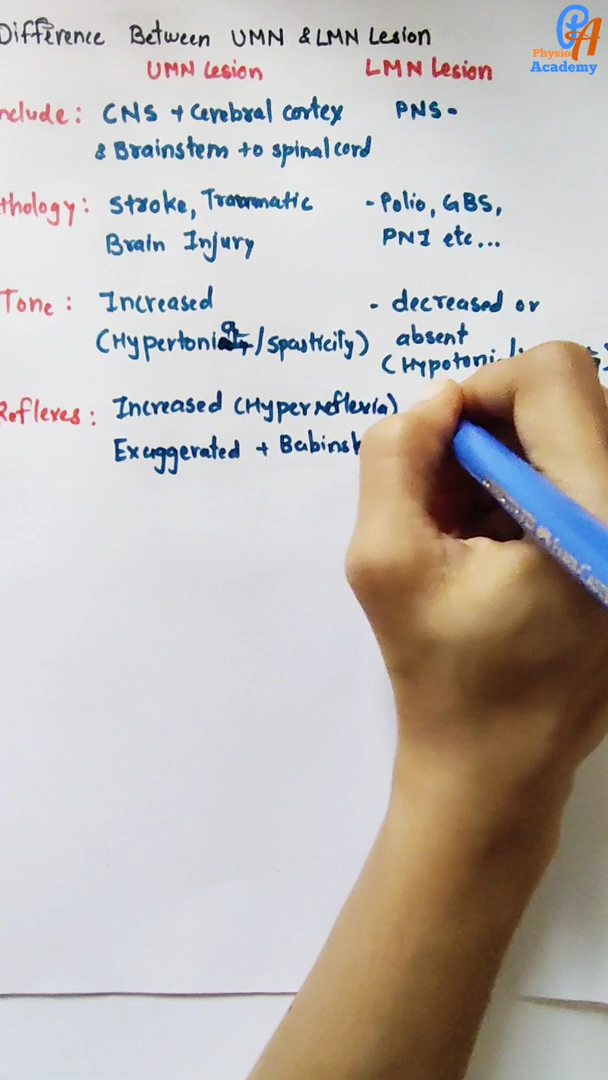 Difference Between UMN & LMN Lesion
Physio
Academy
UMN Lesion LMN Lesion
nclude: CNS + Cerebral cortex PNS -
& Brainstem to spinal cord
thology: Stroke, Traumatic - Polio, GBS,
Brain Injury PNI etc...
Tone: Increased - decreased or
(Hypertonia/spasticity) absent
(Hypotoni
Reflexes: Increased (Hyperreflexia)
Exaggerated + Babinsk